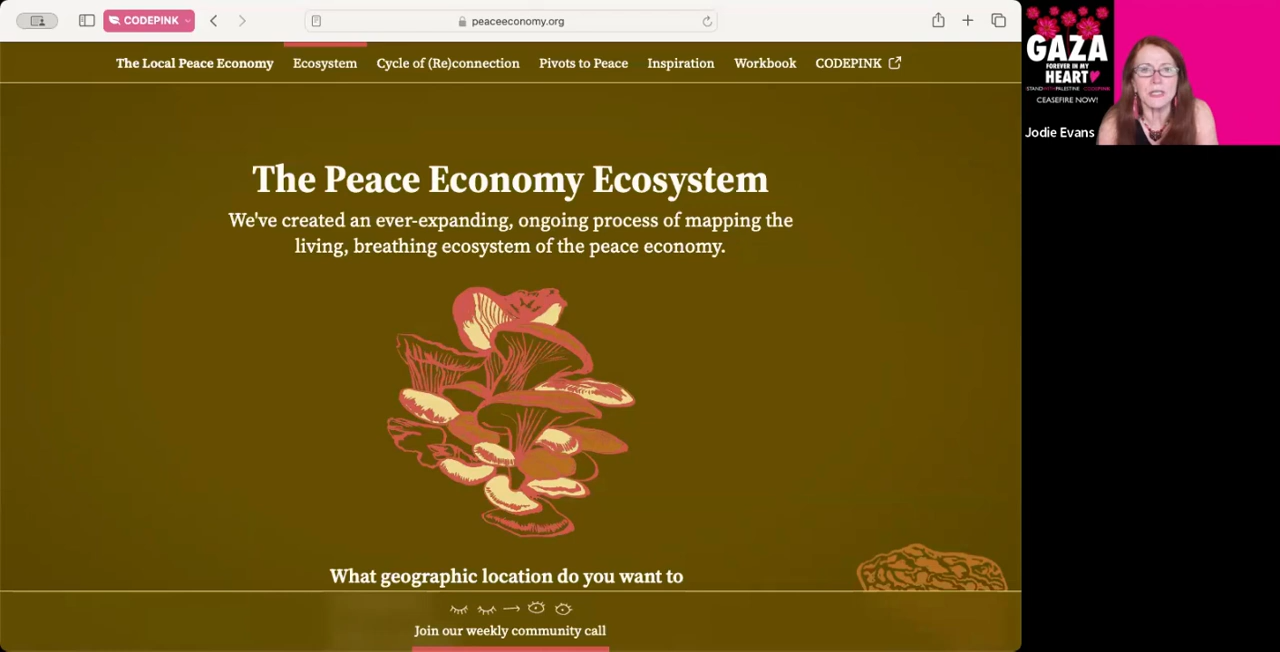 CODEPINK
peaceeconomy.org
The Local Peace Economy
Ecosystem
Cycle of (Re)connection
Pivots to Peace
Inspiration
Workbook
CODEPINK
The Peace Economy Ecosystem
We've created an ever-expanding, ongoing process of mapping the
living, breathing ecosystem of the peace economy.
What geographic location do you want to
Join our weekly community call
GAZA
FOREVER IN MY
HEART
STANDWITHPALESTINE CODEPINK
CEASEFIRE NOW!
Jodie Evans